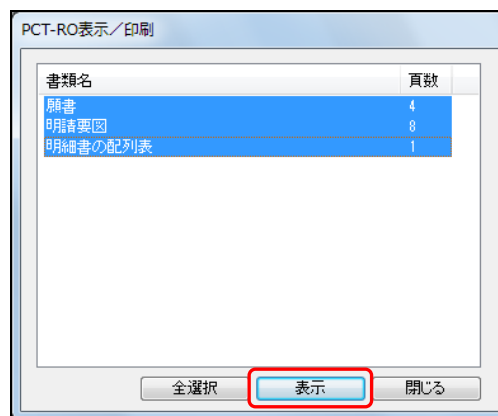 PCT-RO表示／印刷
書類名 頁数
願書 4
明請要図 8
明細書の配列表 1
全選択 表示 閉じる